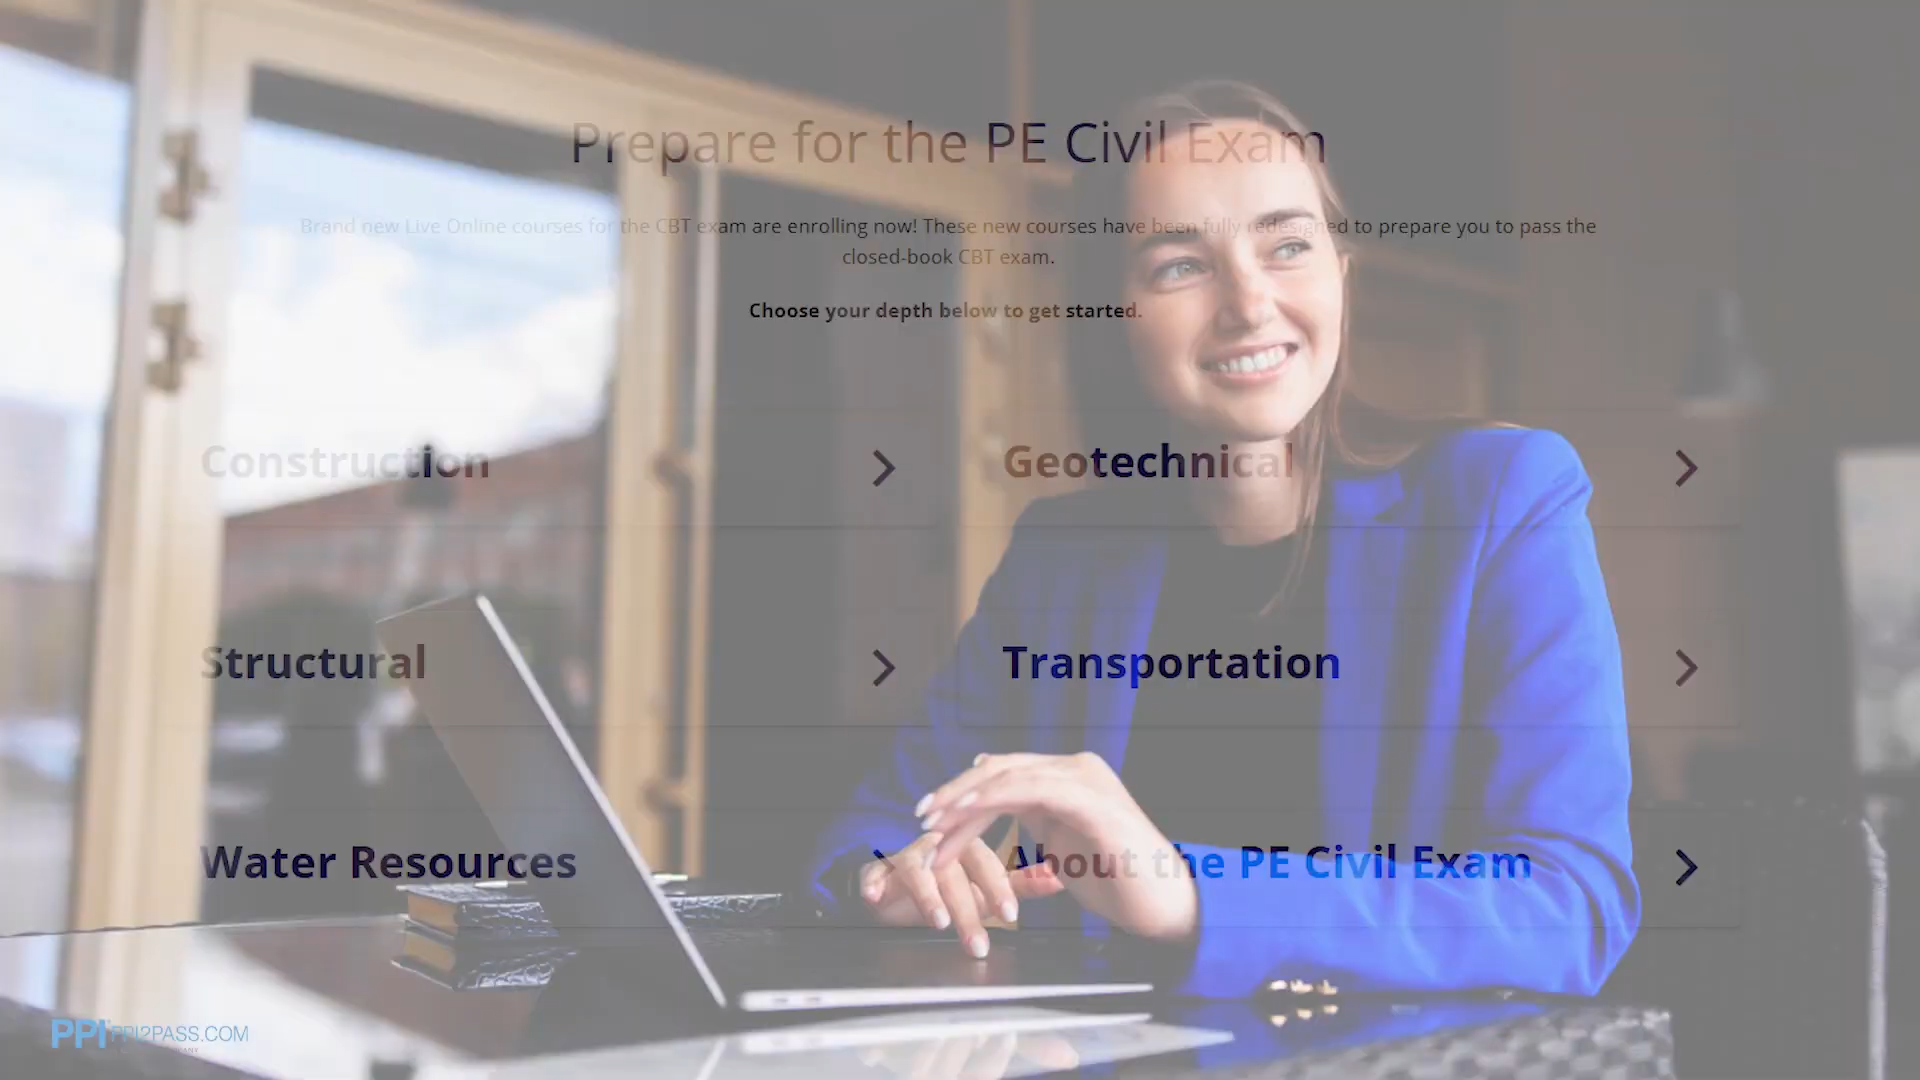 Prepare for the PE Civil Exam
Brand new Live Online courses for the CBT exam are enrolling now! These new courses have been fully redesigned to prepare you to pass the
closed-book CBT exam.
Choose your depth below to get started.
Construction
Geotechnical
Structural
Transportation
Water Resources
About the PE Civil Exam
PPI PPI2PASS.COM